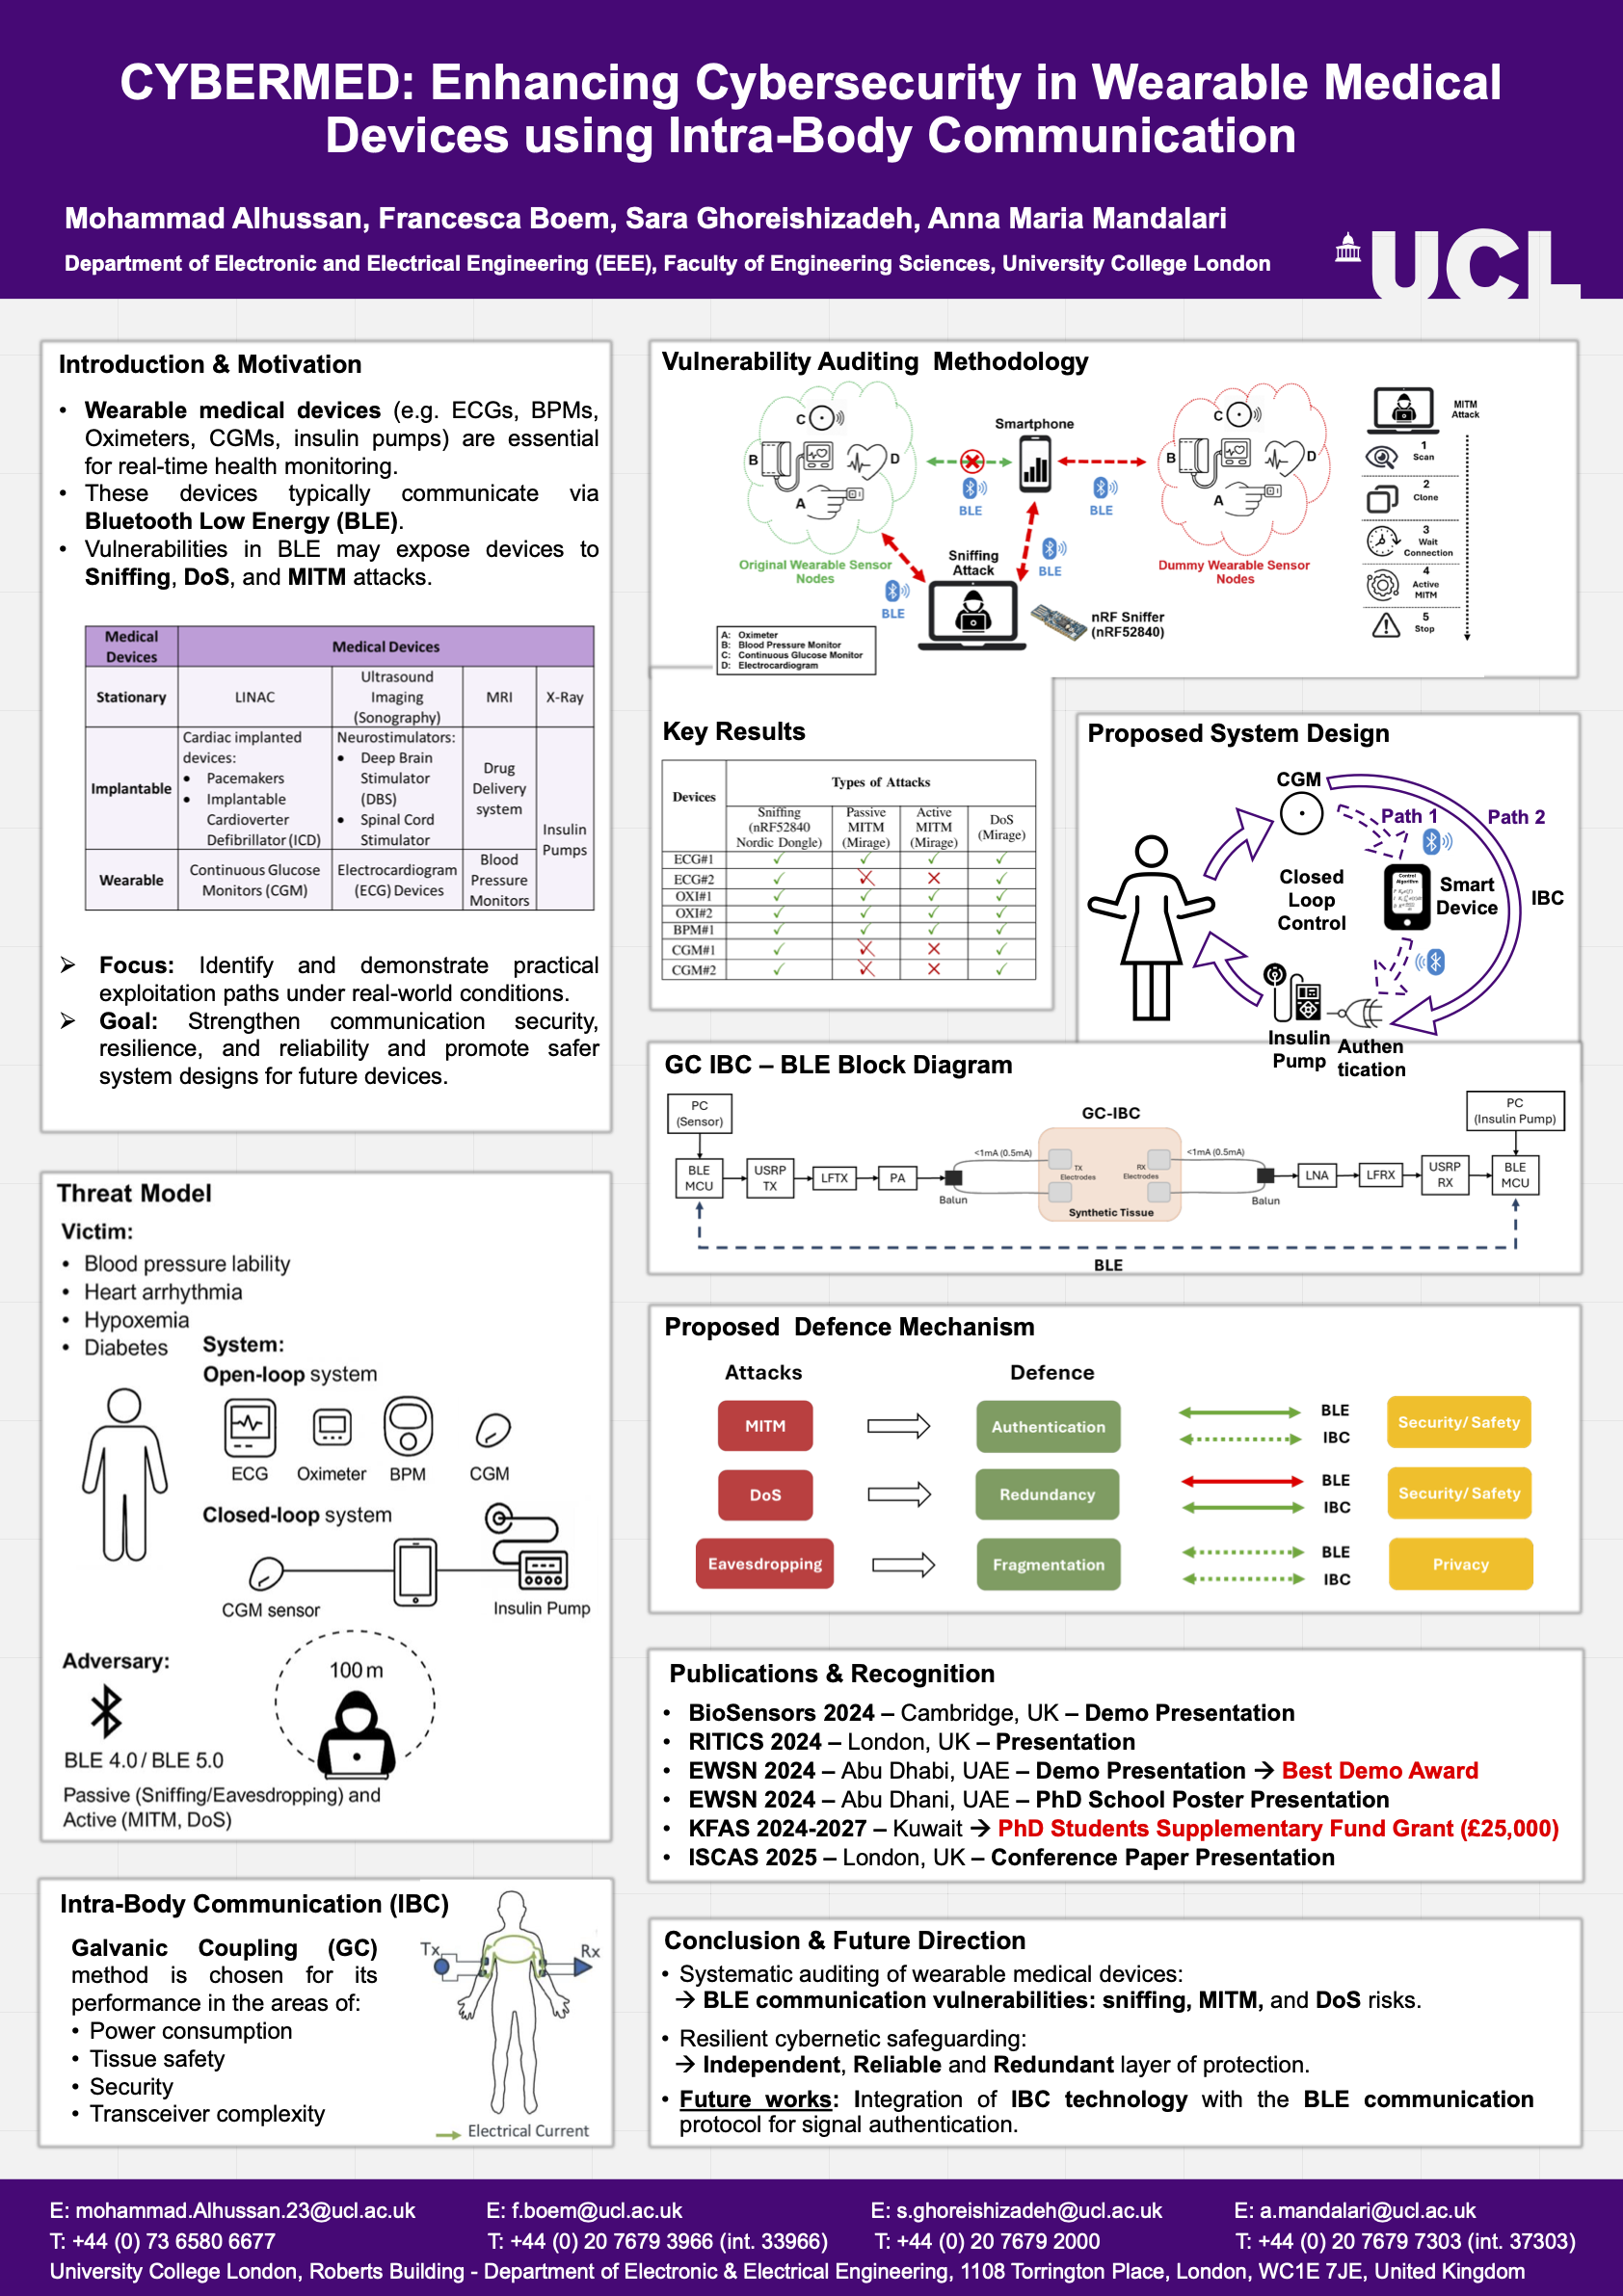 CYBERMED: Enhancing Cybersecurity in Wearable Medical
Devices using Intra-Body Communication
Mohammad Alhussan, Francesca Boem, Sara Ghoreishizadeh, Anna Maria Mandalari
Department of Electronic and Electrical Engineering (EEE), Faculty of Engineering Sciences, University College London
UCL
Introduction & Motivation
• Wearable medical devices (e.g. ECGs, BPMs,
Oximeters, CGMs, insulin pumps) are essential
for real-time health monitoring.
• These devices typically communicate via
Bluetooth Low Energy (BLE).
• Vulnerabilities in BLE may expose devices to
Sniffing, DoS, and MITM attacks.
Medical Devices
Medical Devices
Stationary
LINAC
Ultrasound Imaging (Sonography)
MRI
X-Ray
Implantable
Cardiac implanted devices:
• Pacemakers
• Implantable Cardioverter Defibrillator (ICD)
Neurostimulators:
• Deep Brain Stimulator (DBS)
• Spinal Cord Stimulator
Drug Delivery system
Insulin Pumps
Wearable
Continuous Glucose Monitors (CGM)
Electrocardiogram (ECG) Devices
Blood Pressure Monitors
➢ Focus: Identify and demonstrate practical
exploitation paths under real-world conditions.
➢ Goal: Strengthen communication security,
resilience, and reliability and promote safer
system designs for future devices.
Threat Model
Victim:
• Blood pressure lability
• Heart arrhythmia
• Hypoxemia
• Diabetes
System:
Open-loop system
ECG
Oximeter
BPM
CGM
Closed-loop system
CGM sensor
Insulin Pump
Adversary:
100 m
BLE 4.0 / BLE 5.0
Passive (Sniffing/Eavesdropping) and
Active (MITM, DoS)
Intra-Body Communication (IBC)
Galvanic Coupling (GC)
method is chosen for its
performance in the areas of:
• Power consumption
• Tissue safety
• Security
• Transceiver complexity
Tx
Rx
Electrical Current
Vulnerability Auditing Methodology
C
B
D
A
Original Wearable Sensor
Nodes
Smartphone
BLE
BLE
BLE
BLE
Sniffing
Attack
nRF Sniffer
(nRF52840)
C
B
D
A
Dummy Wearable Sensor
Nodes
A: Oximeter
B: Blood Pressure Monitor
C: Continuous Glucose Monitor
D: Electrocardiogram
MITM
Attack
1
Scan
2
Clone
3
Wait
Connection
4
Active
MITM
5
Stop
Key Results
Devices
Types of Attacks
Sniffing (nRF52840 Nordic Dongle)
Passive MITM (Mirage)
Active MITM (Mirage)
DoS (Mirage)
ECG#1 ✓ ✓ ✓ ✓
ECG#2 ✓ ✗ ✗ ✓
OXI#1 ✓ ✓ ✓ ✓
OXI#2 ✓ ✓ ✓ ✓
BPM#1 ✓ ✓ ✓ ✓
CGM#1 ✓ ✗ ✗ ✓
CGM#2 ✓ ✗ ✗ ✓
Proposed System Design
CGM
Path 1
Path 2
Closed
Loop
Control
Smart
Device
IBC
Insulin
Pump
Authen
tication
GC IBC – BLE Block Diagram
PC
(Sensor)
BLE
MCU
USRP
TX
LFTX
PA
Balun
<1mA (0.5mA)
GC-IBC
TX
Electrodes
RX
Electrodes
Synthetic Tissue
<1mA (0.5mA)
Balun
LNA
LFRX
USRP
RX
BLE
MCU
PC
(Insulin Pump)
BLE
Proposed Defence Mechanism
Attacks
Defence
MITM
Authentication
BLE
IBC
Security/ Safety
DoS
Redundancy
BLE
IBC
Security/ Safety
Eavesdropping
Fragmentation
BLE
IBC
Privacy
Publications & Recognition
• BioSensors 2024 – Cambridge, UK – Demo Presentation
• RITICS 2024 – London, UK – Presentation
• EWSN 2024 – Abu Dhabi, UAE – Demo Presentation → Best Demo Award
• EWSN 2024 – Abu Dhani, UAE – PhD School Poster Presentation
• KFAS 2024-2027 – Kuwait → PhD Students Supplementary Fund Grant (£25,000)
• ISCAS 2025 – London, UK – Conference Paper Presentation
Conclusion & Future Direction
• Systematic auditing of wearable medical devices:
→ BLE communication vulnerabilities: sniffing, MITM, and DoS risks.
• Resilient cybernetic safeguarding:
→ Independent, Reliable and Redundant layer of protection.
• Future works: Integration of IBC technology with the BLE communication
protocol for signal authentication.
E: mohammad.Alhussan.23@ucl.ac.uk
E: f.boem@ucl.ac.uk
E: s.ghoreishizadeh@ucl.ac.uk
E: a.mandalari@ucl.ac.uk
T: +44 (0) 73 6580 6677
T: +44 (0) 20 7679 3966 (int. 33966)
T: +44 (0) 20 7679 2000
T: +44 (0) 20 7679 7303 (int. 37303)
University College London, Roberts Building - Department of Electronic & Electrical Engineering, 1108 Torrington Place, London, WC1E 7JE, United Kingdom